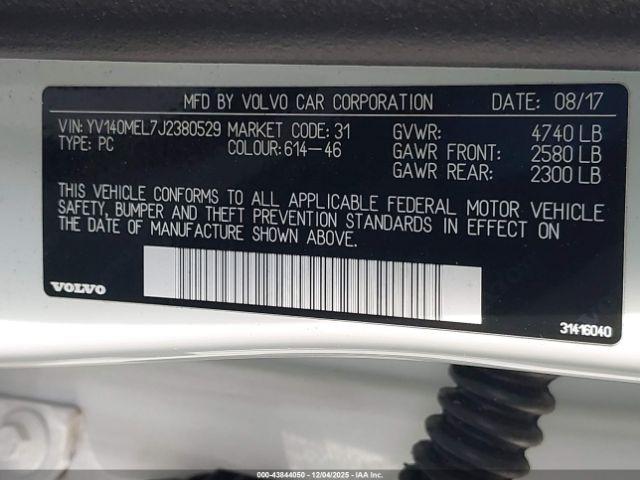 MFD BY VOLVO CAR CORPORATION DATE: 08/17
VIN: YV140MEL7J2380529 MARKET CODE: 31 GVWR: 4740 LB
TYPE: PC COLOUR: 614-46 GAWR FRONT: 2580 LB
GAWR REAR: 2300 LB
THIS VEHICLE CONFORMS TO ALL APPLICABLE FEDERAL MOTOR VEHICLE
SAFETY, BUMPER AND THEFT PREVENTION STANDARDS IN EFFECT ON
THE DATE OF MANUFACTURE SHOWN ABOVE.
VOLVO
31416040
000-43844050 - 12/04/2025 - IAAI, Inc.